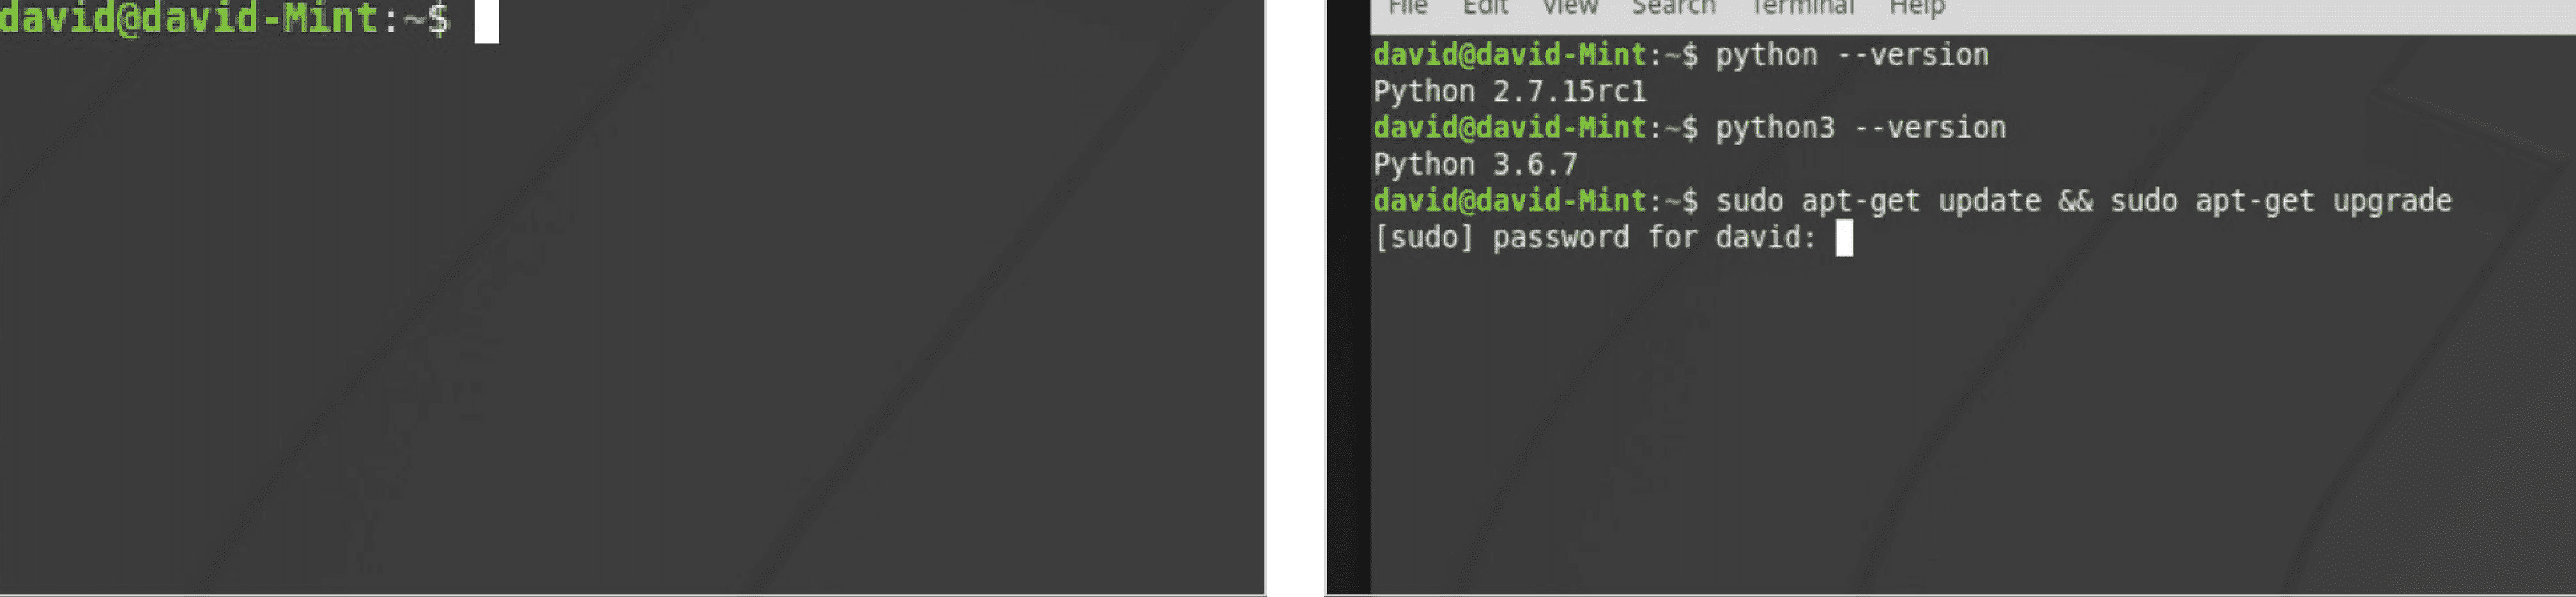 david@david-Mint:~$
File Edit View Search Terminal Help
david@david-Mint:~$ python --version
Python 2.7.15rc1
david@david-Mint:~$ python3 --version
Python 3.6.7
david@david-Mint:~$ sudo apt-get update && sudo apt-get upgrade
[sudo] password for david: